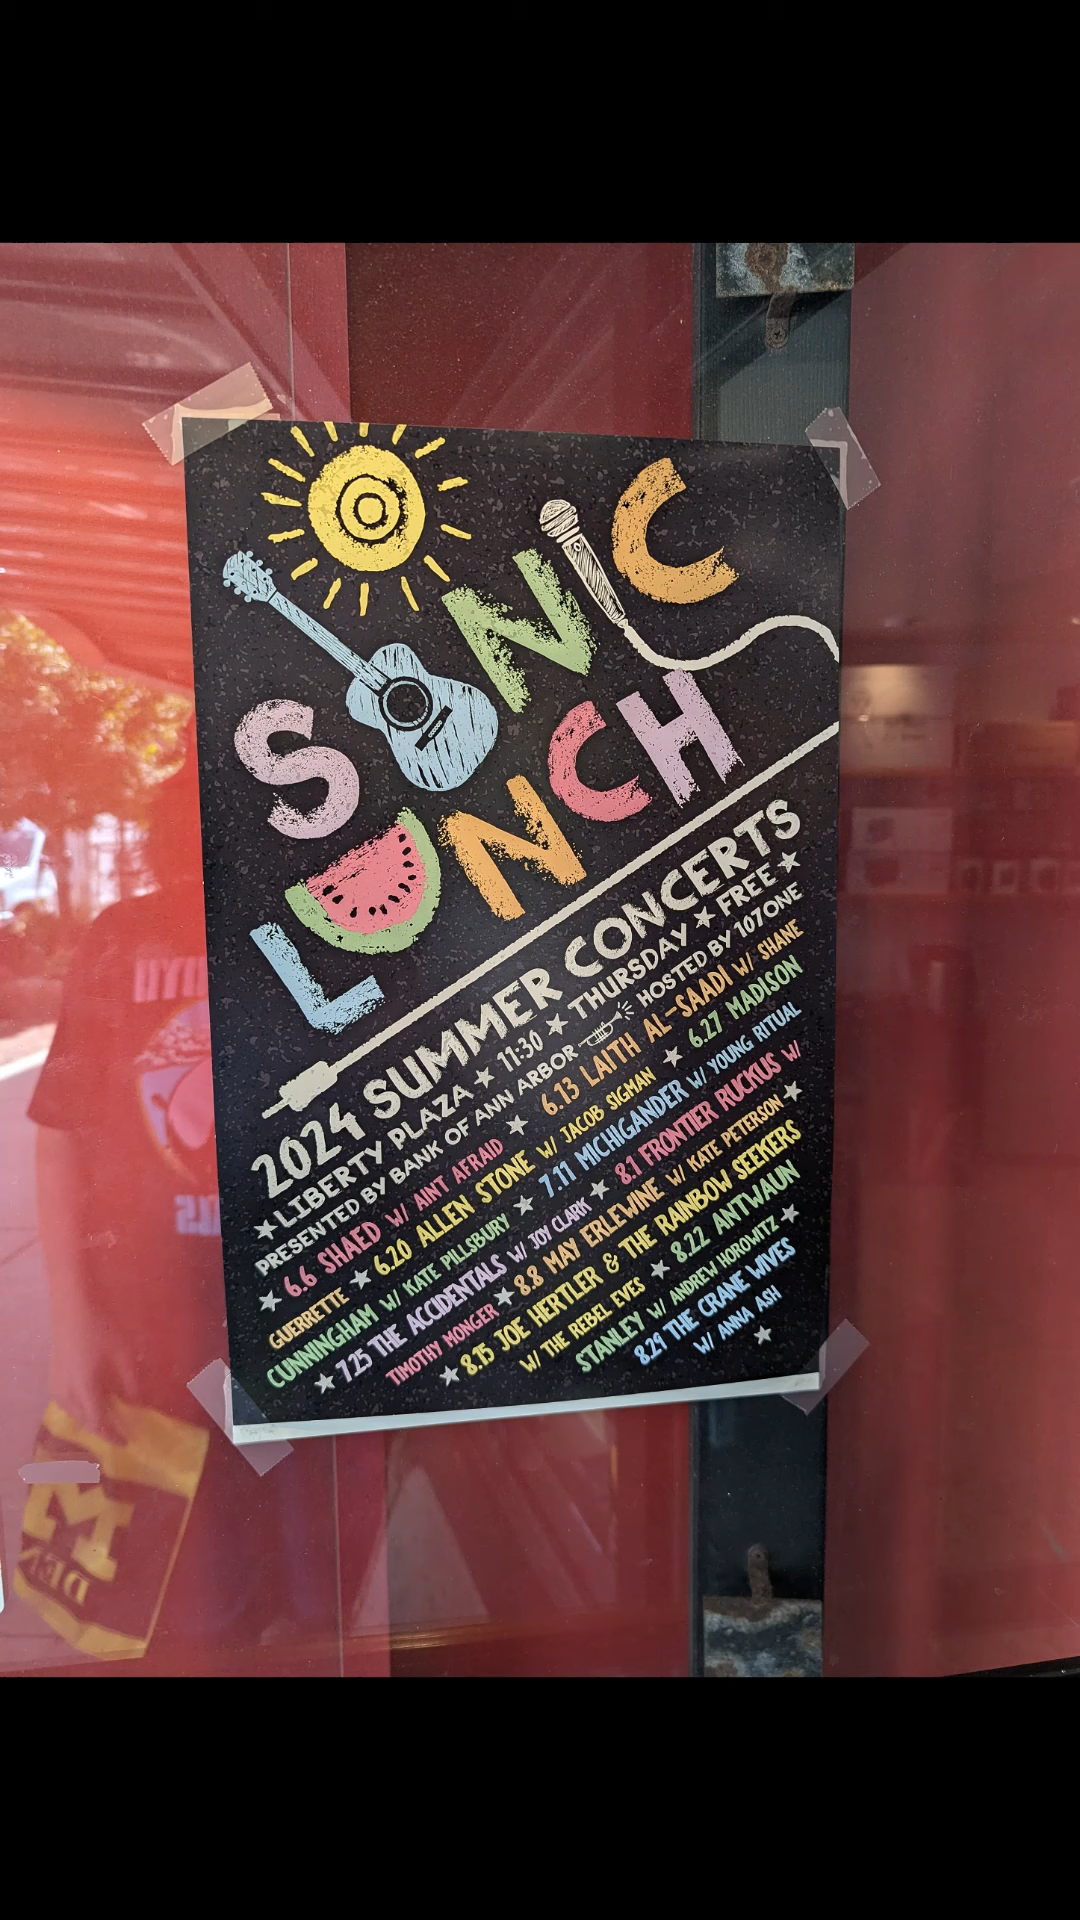 SONIC
LUNCH
2024 SUMMER CONCERTS
★ LIBERTY PLAZA ★ 11:30 ★ THURSDAY ★ FREE ★
PRESENTED BY BANK OF ANN ARBOR HOSTED BY 107ONE
★ 6.6 SHAED W/ AINT AFRAID ★ 6.13 LAITH AL-SAADI W/ SHANE
GUERRETTE ★ 6.20 ALLEN STONE W/ JACOB SIGMAN ★ 6.27 MADISON
CUNNINGHAM W/ KATE PILLSBURY ★ 7.11 MICHIGANDER W/ YOUNG RITUAL
★ 7.25 THE ACCIDENTALS W/ JOY CLARK ★ 8.1 FRONTIER RUCKUS W/
TIMOTHY MONGER ★ 8.8 MAY ERLEWINE W/ KATE PETERSON ★
★ 8.15 JOE HERTLER & THE RAINBOW SEEKERS
W/ THE REBEL EVES ★ 8.22 ANTWAUN
STANLEY W/ ANDREW HOROWITZ ★
8.29 THE CRANE WIVES
W/ ANNA ASH
★
M
DEN